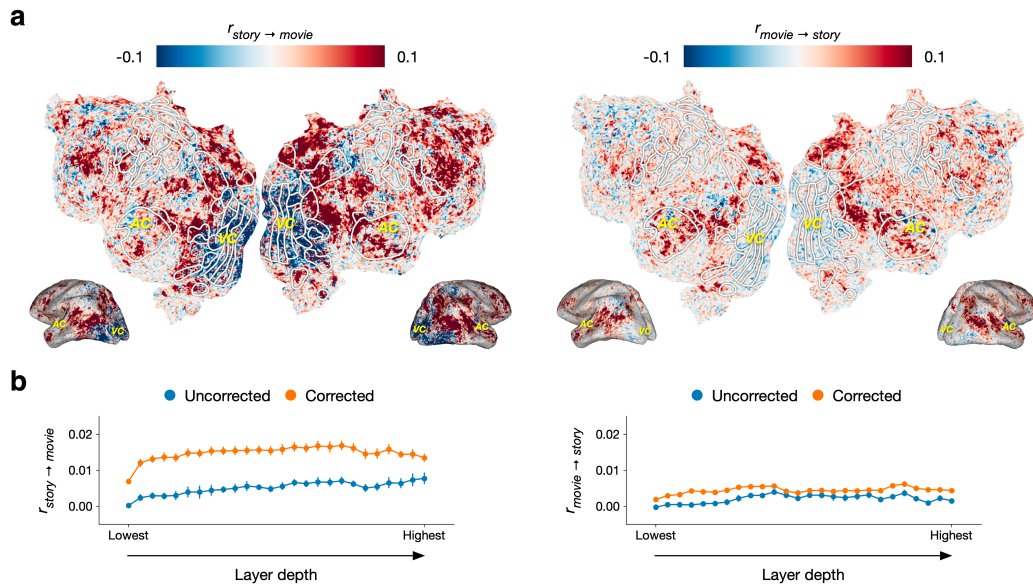 a
r story → movie
-0.1 0.1
r movie → story
-0.1 0.1
AC VC VC AC
AC VC VC AC
AC VC VC AC
AC VC VC AC
b
Uncorrected Corrected
r story → movie
0.02
0.01
0.00
Lowest Highest
Layer depth
Uncorrected Corrected
r movie → story
0.02
0.01
0.00
Lowest Highest
Layer depth